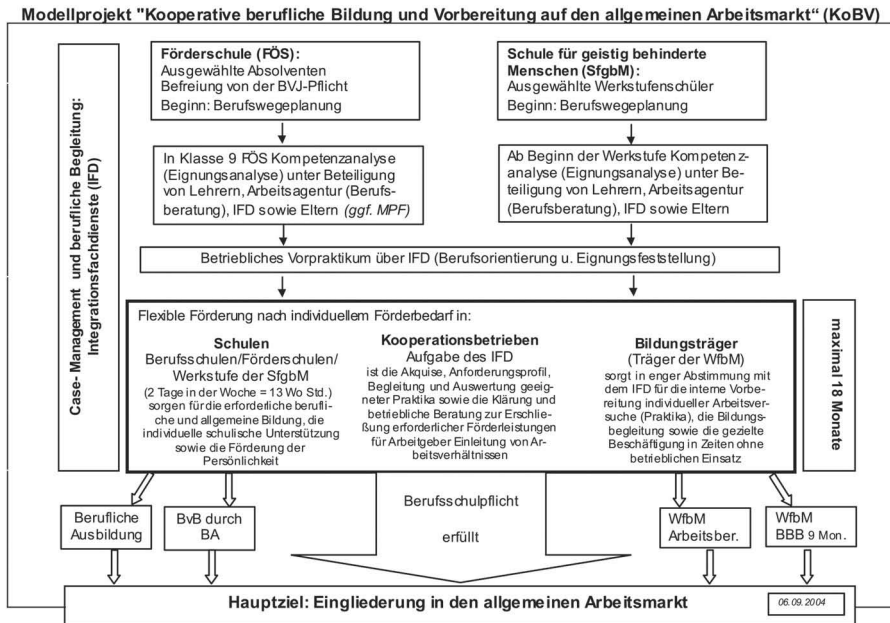 Modellprojekt "Kooperative berufliche Bildung und Vorbereitung auf den allgemeinen Arbeitsmarkt“ (KoBV)
Case- Management und berufliche Begleitung:
Integrationsfachdienste (IFD)
Förderschule (FÖS):
Ausgewählte Absolventen
Befreiung von der BVJ-Pflicht
Beginn: Berufswegeplanung
Schule für geistig behinderte
Menschen (SfgbM):
Ausgewählte Werkstufenschüler
Beginn: Berufswegeplanung
In Klasse 9 FÖS Kompetenzanalyse
(Eignungsanalyse) unter Beteiligung
von Lehrern, Arbeitsagentur (Berufs-
beratung), IFD sowie Eltern (ggf. MPF)
Ab Beginn der Werkstufe Kompetenz-
analyse (Eignungsanalyse) unter Be-
teiligung von Lehrern, Arbeitsagentur
(Berufsberatung), IFD sowie Eltern
Betriebliches Vorpraktikum über IFD (Berufsorientierung u. Eignungsfeststellung)
Flexible Förderung nach individuellem Förderbedarf in:
Schulen
Berufsschulen/Förderschulen/
Werkstufe der SfgbM
(2 Tage in der Woche = 13 Wo Std.)
sorgen für die erforderliche berufli-
che und allgemeine Bildung, die
individuelle schulische Unterstützung
sowie die Förderung der
Persönlichkeit
Kooperationsbetrieben
Aufgabe des IFD
ist die Akquise, Anforderungsprofil,
Begleitung und Auswertung geeig-
neter Praktika sowie die Klärung und
betriebliche Beratung zur Erschlie-
ßung erforderlicher Förderleistungen
für Arbeitgeber Einleitung von Ar-
beitsverhältnissen
Bildungsträger
(Träger der WfbM)
sorgt in enger Abstimmung mit
dem IFD für die interne Vorbe-
reitung individueller Arbeitsver-
suche (Praktika), die Bildungs-
begleitung sowie die gezielte
Beschäftigung in Zeiten ohne
betrieblichen Einsatz
maximal 18 Monate
Berufliche
Ausbildung
BvB durch
BA
Berufsschulpflicht
erfüllt
WfbM
Arbeitsber.
WfbM
BBB 9 Mon.
Hauptziel: Eingliederung in den allgemeinen Arbeitsmarkt
06.09.2004